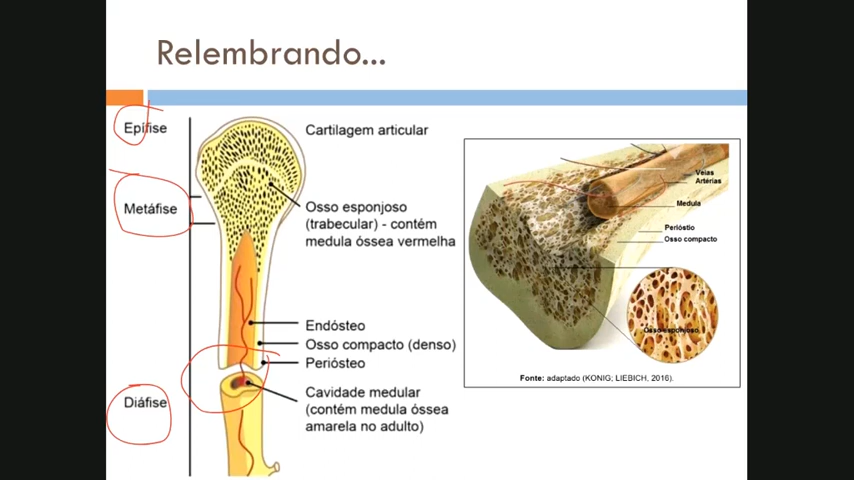 Relembrando...
Epífise
Cartilagem articular
Metáfise
Osso esponjoso
(trabecular) - contém
medula óssea vermelha
Endósteo
Osso compacto (denso)
Periósteo
Diáfise
Cavidade medular
(contém medula óssea
amarela no adulto)
Veias
Artérias
Medula
Perióstio
Osso compacto
Osso esponjoso
Fonte: adaptado (KONIG; LIEBICH, 2016).